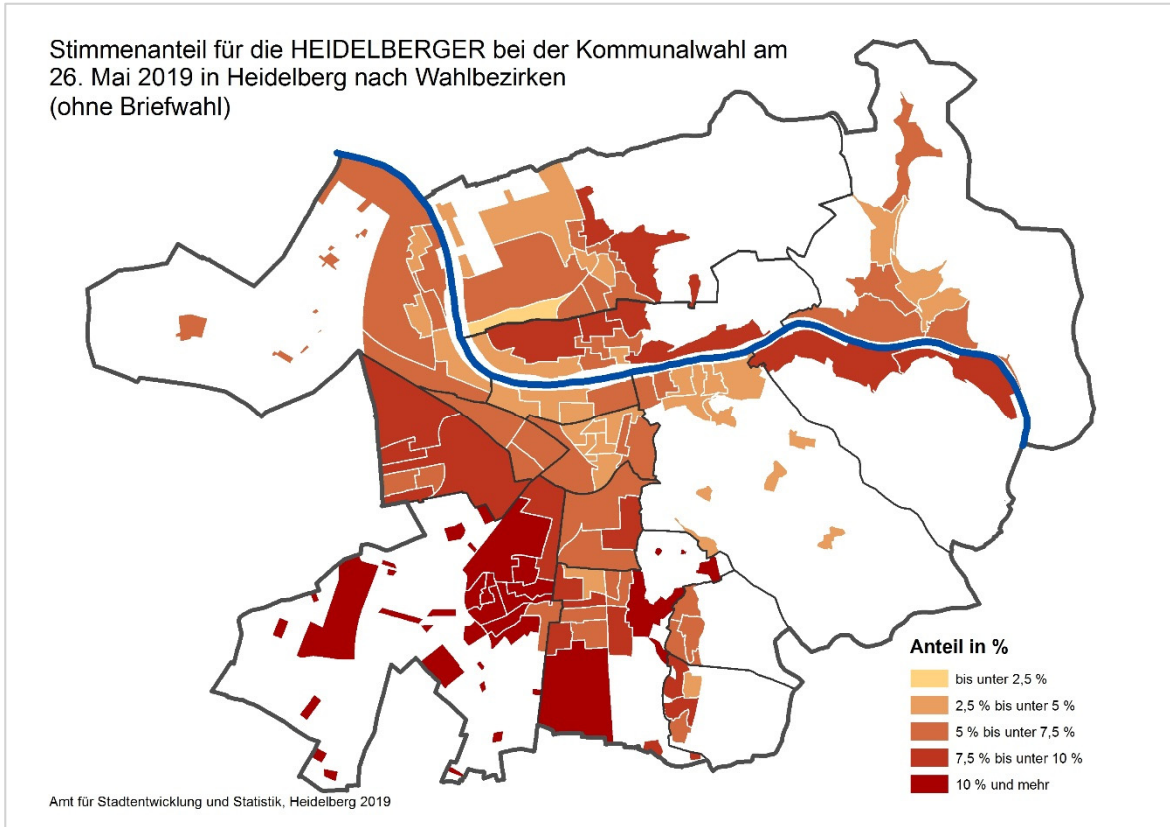 Stimmenanteil für die HEIDELBERGER bei der Kommunalwahl am
26. Mai 2019 in Heidelberg nach Wahlbezirken
(ohne Briefwahl)
Anteil in %
bis unter 2,5 %
2,5 % bis unter 5 %
5 % bis unter 7,5 %
7,5 % bis unter 10 %
10 % und mehr
Amt für Stadtentwicklung und Statistik, Heidelberg 2019